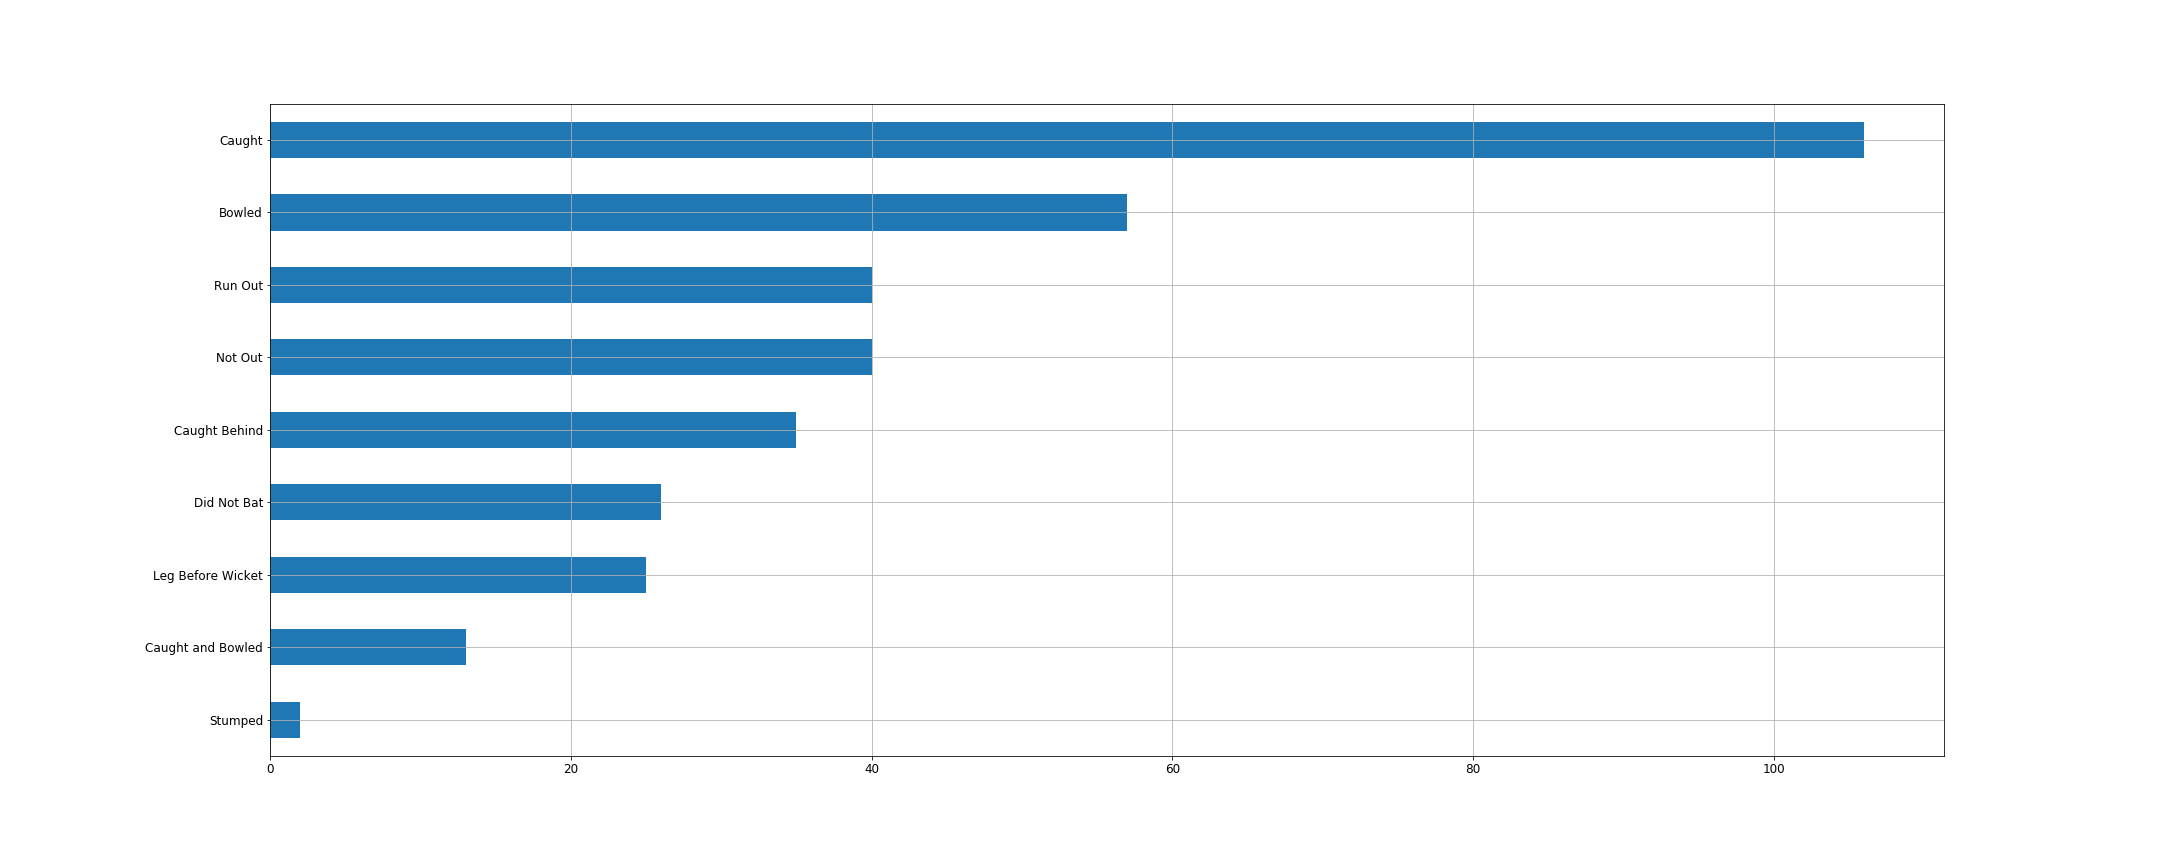 Caught
Bowled
Run Out
Not Out
Caught Behind
Did Not Bat
Leg Before Wicket
Caught and Bowled
Stumped
0 20 40 60 80 100